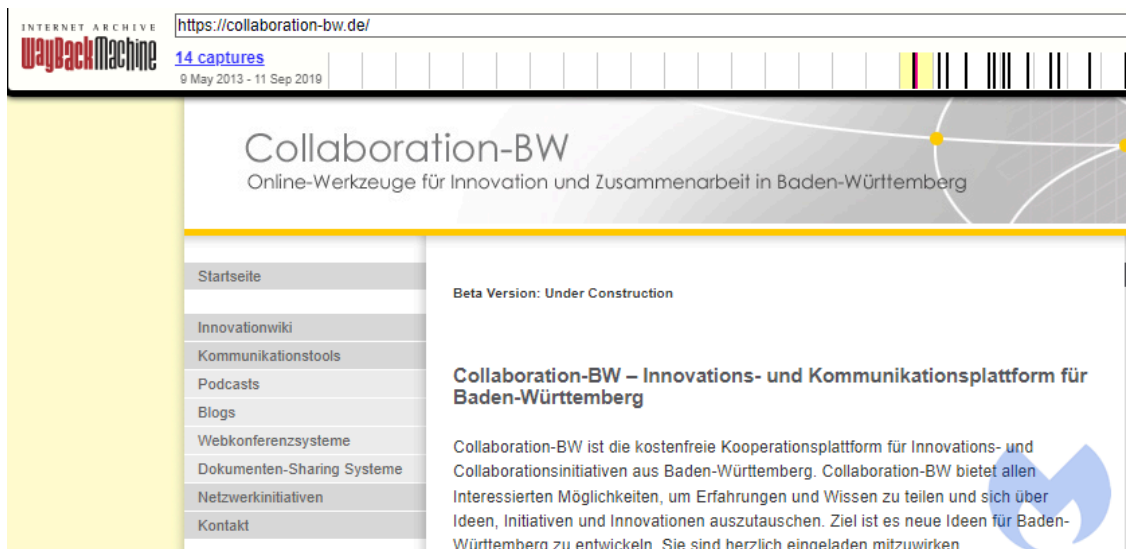 INTERNET ARCHIVE
WayBackMachine
https://collaboration-bw.de/
14 captures
9 May 2013 - 11 Sep 2019
Collaboration-BW
Online-Werkzeuge für Innovation und Zusammenarbeit in Baden-Württemberg
Startseite
Innovationwiki
Kommunikationstools
Podcasts
Blogs
Webkonferenzsysteme
Dokumenten-Sharing Systeme
Netzwerkinitiativen
Kontakt
Beta Version: Under Construction
Collaboration-BW – Innovations- und Kommunikationsplattform für
Baden-Württemberg
Collaboration-BW ist die kostenfreie Kooperationsplattform für Innovations- und
Collaborationsinitiativen aus Baden-Württemberg. Collaboration-BW bietet allen
Interessierten Möglichkeiten, um Erfahrungen und Wissen zu teilen und sich über
Ideen, Initiativen und Innovationen auszutauschen. Ziel ist es neue Ideen für Baden-
Württemberg zu entwickeln. Sie sind herzlich eingeladen mitzuwirken